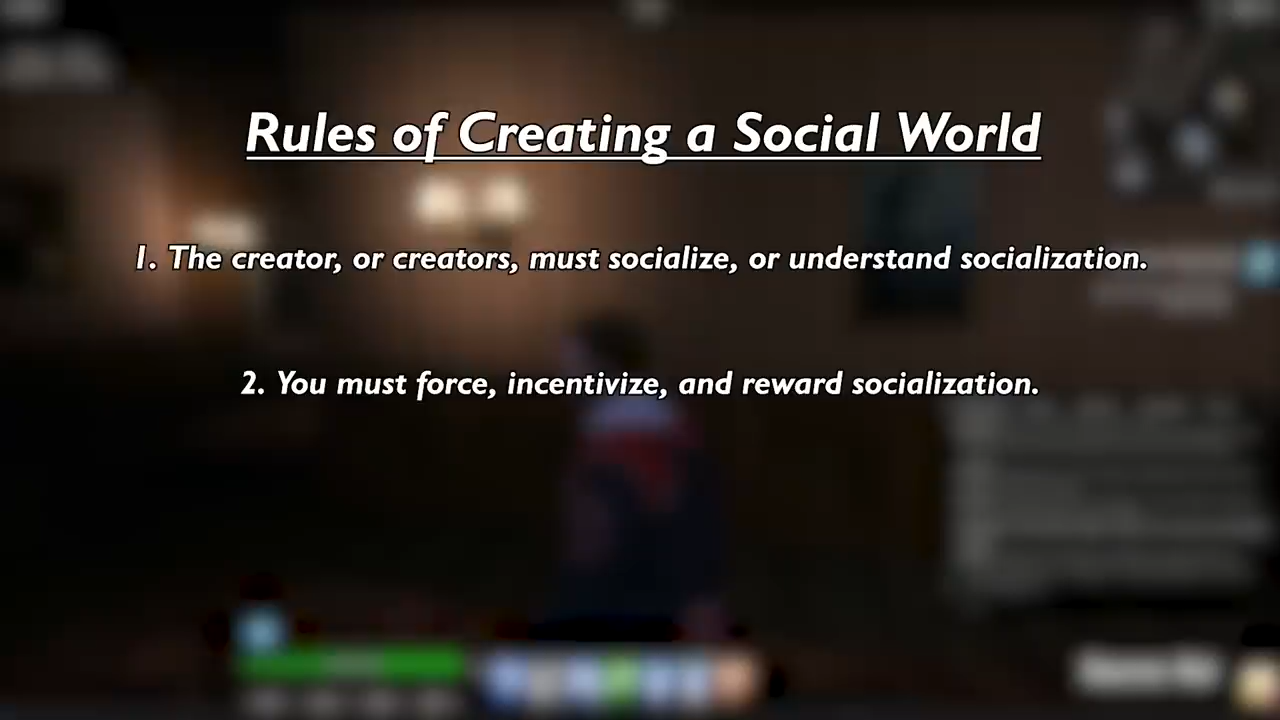 Rules of Creating a Social World
1. The creator, or creators, must socialize, or understand socialization.
2. You must force, incentivize, and reward socialization.